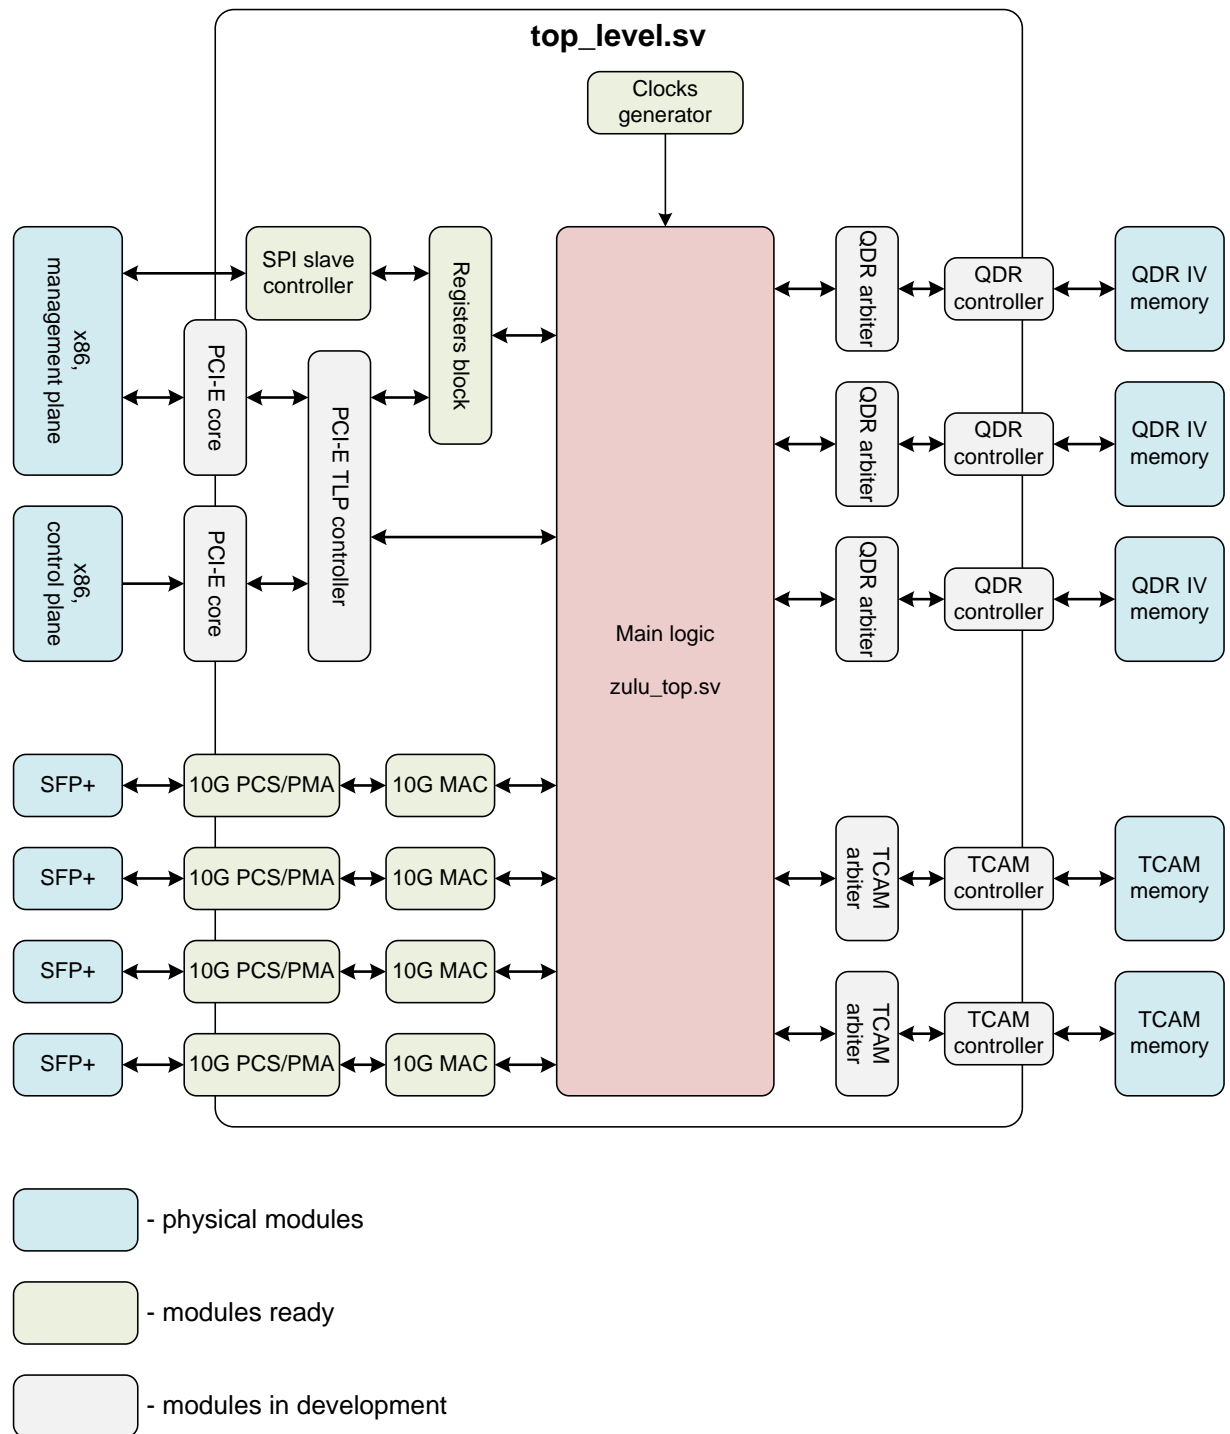 top_level.sv
Clocks
generator
x86,
management plane
SPI slave
controller
Registers block
PCI-E core
PCI-E TLP controller
x86,
control plane
PCI-E core
Main logic
zulu_top.sv
QDR arbiter
QDR
controller
QDR IV
memory
QDR arbiter
QDR
controller
QDR IV
memory
QDR arbiter
QDR
controller
QDR IV
memory
SFP+
10G PCS/PMA
10G MAC
SFP+
10G PCS/PMA
10G MAC
SFP+
10G PCS/PMA
10G MAC
SFP+
10G PCS/PMA
10G MAC
TCAM
arbiter
TCAM
controller
TCAM
memory
TCAM
arbiter
TCAM
controller
TCAM
memory
- physical modules
- modules ready
- modules in development